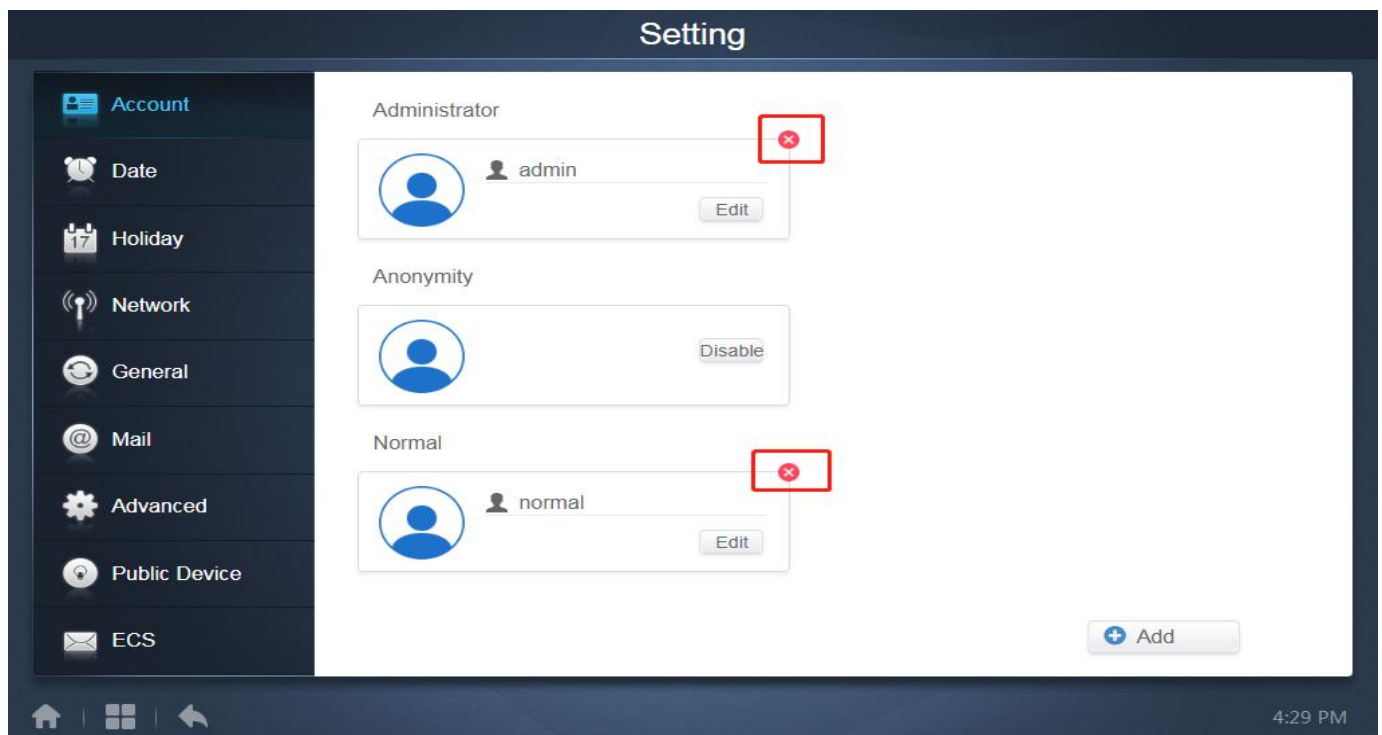 Setting
Account
Date
Holiday
17
Network
General
Mail
Advanced
Public Device
ECS
Administrator
admin
Edit
Anonymity
Disable
Normal
normal
Edit
Add
4:29 PM